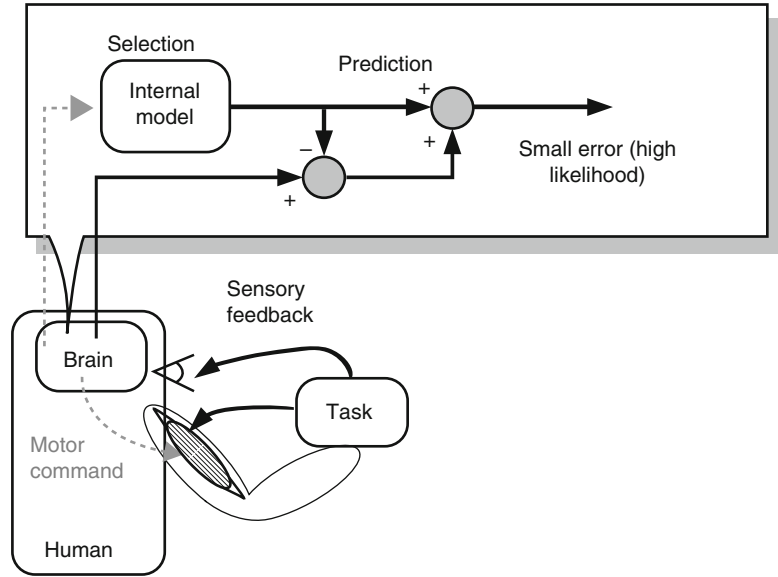 Selection
Internal
model
Prediction
+
–
+
+
Small error (high
likelihood)
Sensory
feedback
Brain
Task
Motor
command
Human